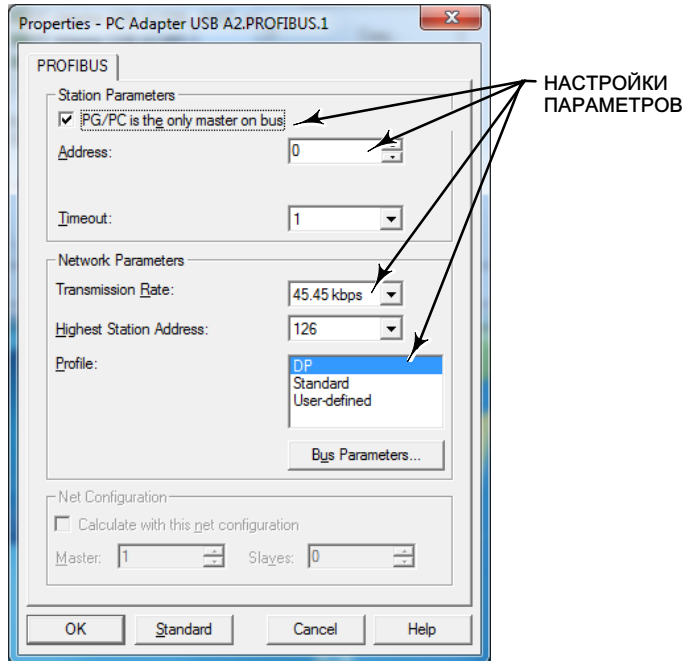 Properties - PC Adapter USB A2.PROFIBUS.1
PROFIBUS
Station Parameters
PG/PC is the only master on bus
Address: 0
Timeout: 1
Network Parameters
Transmission Rate: 45.45 kbps
Highest Station Address: 126
Profile: DP
Standard
User-defined
Bus Parameters...
Net Configuration
Calculate with this net configuration
Master: 1 Slaves: 0
OK Standard Cancel Help
НАСТРОЙКИ
ПАРАМЕТРОВ